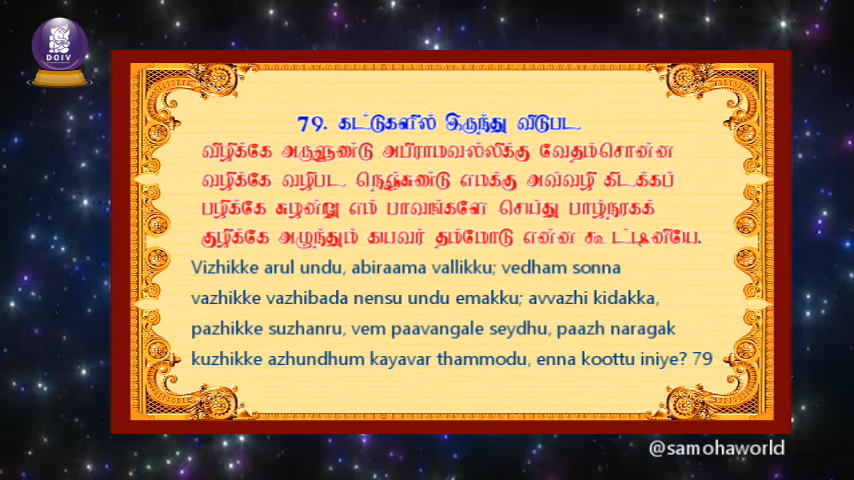 DOIV
79. கட்டுகளில் இருந்து விடுபட
விழிக்கே அருளுண்டு அபிராமவல்லிக்கு வேதம்சொன்ன
வழிக்கே வழிபட நெஞ்சுண்டு எமக்கு அவ்வழி கிடக்கப்
பழிக்கே சுழன்று எம் பாவங்களே செய்து பாழ்நரகக்
குழிக்கே அழுந்தும் கயவர் தம்மோடு என்ன கூட்டினியே.
Vizhikke arul undu, abiraama vallikku; vedham sonna
vazhikke vazhibada nensu undu emakku; avvazhi kidakka,
pazhikke suzhanru, vem paavangale seydhu, paazh naragak
kuzhikke azhundhum kayavar thammodu, enna koottu iniye? 79
@samohaworld